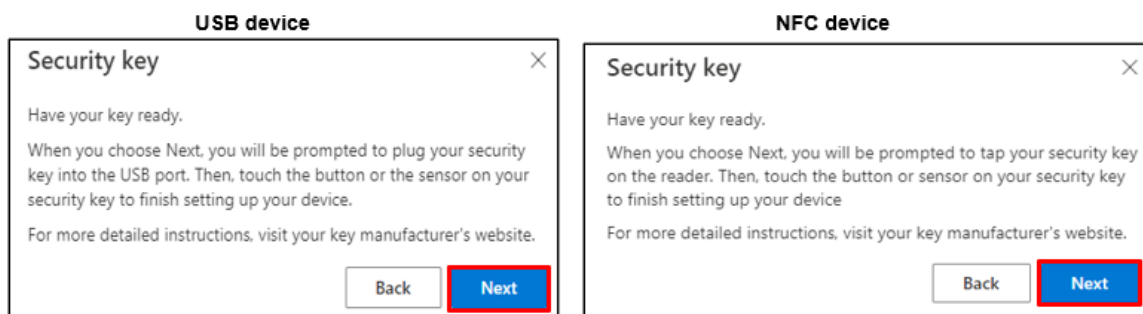 USB device
Security key
Have your key ready.
When you choose Next, you will be prompted to plug your security
key into the USB port. Then, touch the button or the sensor on your
security key to finish setting up your device.
For more detailed instructions, visit your key manufacturer's website.
Back
Next
NFC device
Security key
Have your key ready.
When you choose Next, you will be prompted to tap your security key
on the reader. Then, touch the button or sensor on your security key
to finish setting up your device
For more detailed instructions, visit your key manufacturer's website.
Back
Next